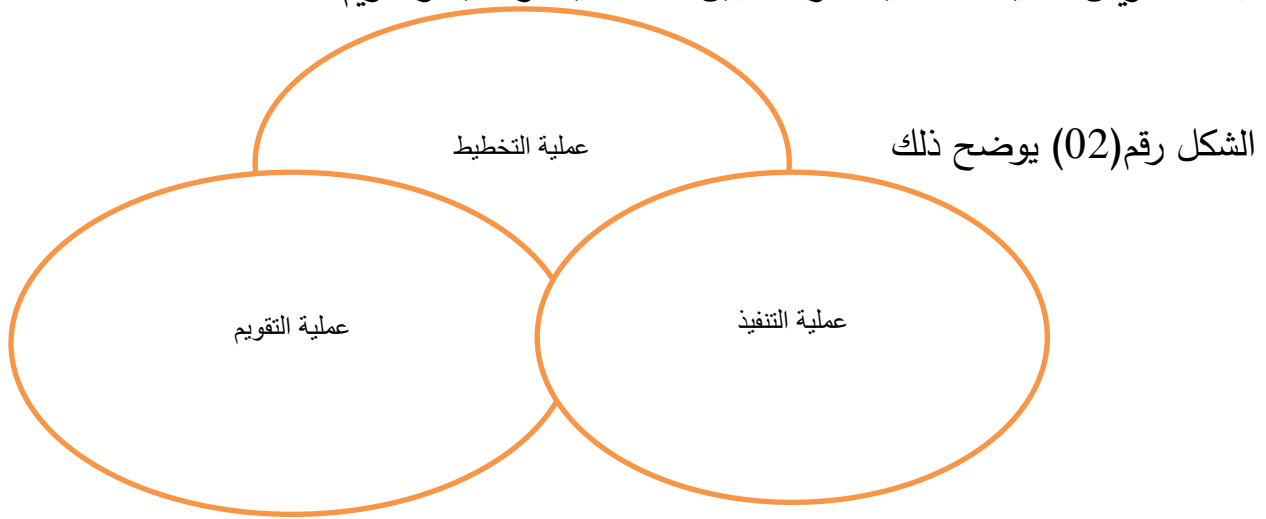 عملية التخطيط
الشكل رقم(02) يوضح ذلك
عملية التنفيذ
عملية التقويم